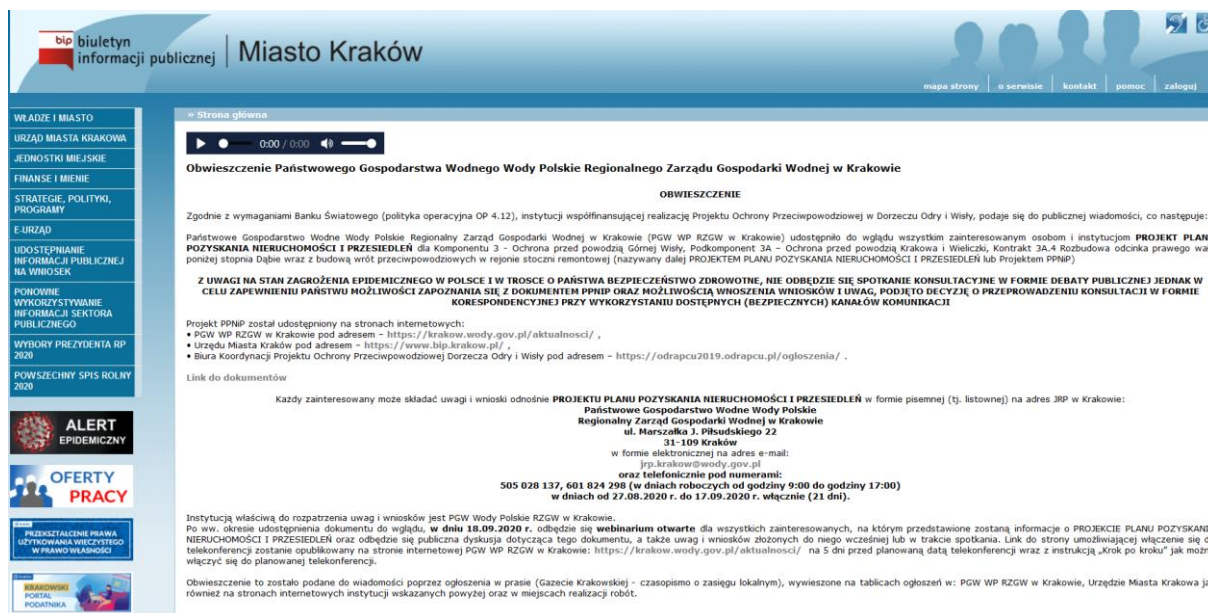 bip biuletyn
informacji publicznej
Miasto Kraków
mapa strony
o serwisie
kontakt
pomoc
zaloguj
WŁADZE I MIASTO
URZĄD MIASTA KRAKOWA
JEDNOSTKI MIEJSKIE
FINANSE I MIENIE
STRATEGIE, POLITYKI,
PROGRAMY
E-URZĄD
UDOSTĘPNIANIE
INFORMACJI PUBLICZNEJ
NA WNIOSEK
PONOWNE
WYKORZYSTYWANIE
INFORMACJI SEKTORA
PUBLICZNEGO
WYBORY PREZYDENTA RP
2020
POWSZECHNY SPIS ROLNY
2020
ALERT
EPIDEMICZNY
OFERTY
PRACY
PRZEKSZTAŁCENIE PRAWA
UŻYTKOWANIA WIECZYSTEGO
W PRAWO WŁASNOŚCI
KRAKOWSKI
PORTAL
PODATNIKA
» Strona główna
0:00 / 0:00
Obwieszczenie Państwowego Gospodarstwa Wodnego Wody Polskie Regionalnego Zarządu Gospodarki Wodnej w Krakowie
OBWIESZCZENIE
Zgodnie z wymaganiami Banku Światowego (polityka operacyjna OP 4.12), instytucji współfinansującej realizację Projektu Ochrony Przeciwpowodziowej w Dorzeczu Odry i Wisły, podaje się do publicznej wiadomości, co następuje:
Państwowe Gospodarstwo Wodne Wody Polskie Regionalny Zarząd Gospodarki Wodnej w Krakowie (PGW WP RZGW w Krakowie) udostępniło do wglądu wszystkim zainteresowanym osobom i instytucjom PROJEKT PLAN
POZYSKANIA NIERUCHOMOŚCI I PRZESIEDLEŃ dla Komponentu 3 - Ochrona przed powodzią Górnej Wisły, Podkomponent 3A – Ochrona przed powodzią Krakowa i Wieliczki, Kontrakt 3A.4 Rozbudowa odcinka prawego wał
poniżej stopnia Dąbie wraz z budową wrót przeciwpowodziowych w rejonie stoczni remontowej (nazywany dalej PROJEKTEM PLANU POZYSKANIA NIERUCHOMOŚCI I PRZESIEDLEŃ lub Projektem PPNiP)
Z UWAGI NA STAN ZAGROŻENIA EPIDEMICZNEGO W POLSCE I W TROSCE O PAŃSTWA BEZPIECZEŃSTWO ZDROWOTNE, NIE ODBĘDZIE SIĘ SPOTKANIE KONSULTACYJNE W FORMIE DEBATY PUBLICZNEJ JEDNAK W
CELU ZAPEWNIENIU PAŃSTWU MOŻLIWOŚCI ZAPOZNANIA SIĘ Z DOKUMENTEM PPNIP ORAZ MOŻLIWOŚCIĄ WNOSZENIA WNIOSKÓW I UWAG, PODJĘTO DECYZJĘ O PRZEPROWADZENIU KONSULTACJI W FORMIE
KORESPONDENCYJNEJ PRZY WYKORZYSTANIU DOSTĘPNYCH (BEZPIECZNYCH) KANAŁÓW KOMUNIKACJI
Projekt PPNiP został udostępniony na stronach internetowych:
• PGW WP RZGW w Krakowie pod adresem – https://krakow.wody.gov.pl/aktualnosci/ ,
• Urzędu Miasta Kraków pod adresem – https://www.bip.krakow.pl/ ,
• Biura Koordynacji Projektu Ochrony Przeciwpowodziowej Dorzecza Odry i Wisły pod adresem – https://odrapcu2019.odrapcu.pl/ogloszenia/ .
Link do dokumentów
Każdy zainteresowany może składać uwagi i wnioski odnośnie PROJEKTU PLANU POZYSKANIA NIERUCHOMOŚCI I PRZESIEDLEŃ w formie pisemnej (tj. listownej) na adres JRP w Krakowie:
Państwowe Gospodarstwo Wodne Wody Polskie
Regionalny Zarząd Gospodarki Wodnej w Krakowie
ul. Marszałka J. Piłsudskiego 22
31-109 Kraków
w formie elektronicznej na adres e-mail:
jrp.krakow@wody.gov.pl
oraz telefonicznie pod numerami:
505 028 137, 601 824 298 (w dniach roboczych od godziny 9:00 do godziny 17:00)
w dniach od 27.08.2020 r. do 17.09.2020 r. włącznie (21 dni).
Instytucją właściwą do rozpatrzenia uwag i wniosków jest PGW Wody Polskie RZGW w Krakowie.
Po ww. okresie udostępnienia dokumentu do wglądu, w dniu 18.09.2020 r. odbędzie się webinarium otwarte dla wszystkich zainteresowanych, na którym przedstawione zostaną informacje o PROJEKCIE PLANU POZYSKANI
NIERUCHOMOŚCI I PRZESIEDLEŃ oraz odbędzie się publiczna dyskusja dotycząca tego dokumentu, a także uwag i wniosków złożonych do niego wcześniej lub w trakcie spotkania. Link do strony umożliwiającej włączenie się d
telekonferencji zostanie opublikowany na stronie internetowej PGW WP RZGW w Krakowie: https://krakow.wody.gov.pl/aktualnosci/ na 5 dni przed planowaną datą telekonferencji wraz z instrukcją „Krok po kroku" jak możn
włączyć się do planowanej telekonferencji.
Obwieszczenie to zostało podane do wiadomości poprzez ogłoszenia w prasie (Gazecie Krakowskiej - czasopismo o zasięgu lokalnym), wywieszone na tablicach ogłoszeń w: PGW WP RZGW w Krakowie, Urzędzie Miasta Krakowa ja
również na stronach internetowych instytucji wskazanych powyżej oraz w miejscach realizacji robót.